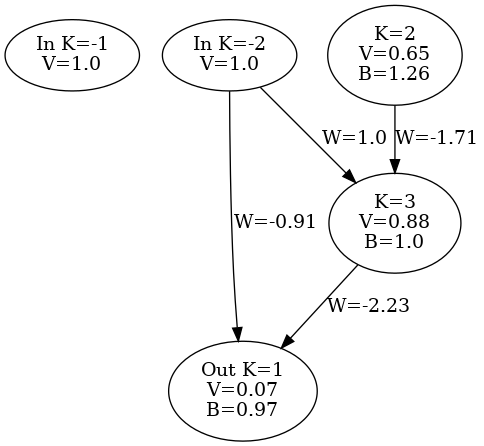 In K=-1
V=1.0
In K=-2
V=1.0
K=2
V=0.65
B=1.26
W=1.0
W=-1.71
K=3
V=0.88
B=1.0
W=-0.91
W=-2.23
Out K=1
V=0.07
B=0.97